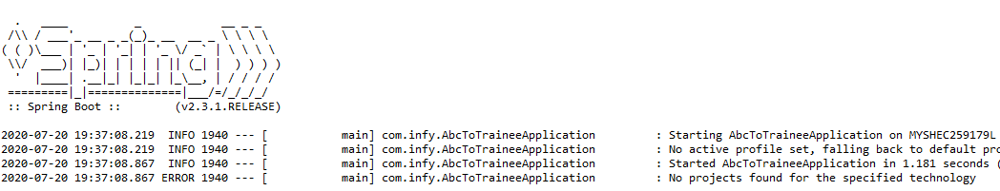 .   ____          _            __ _ _
 /\\ / ___'_ __ _ _(_)_ __  __ _ \ \ \ \
( ( )\___ | '_ | '_| | '_ \/ _` | \ \ \ \
 \\/  ___)| |_)| | | | | || (_| |  ) ) ) )
  '  |____| .__|_| |_|_| |_\__, | / / / /
 =========|_|==============|___/=/_/_/_/
 :: Spring Boot ::        (v2.3.1.RELEASE)
2020-07-20 19:37:08.219  INFO 1940 --- [           main] com.infy.AbcToTraineeApplication         : Starting AbcToTraineeApplication on MYSHEC259179L
2020-07-20 19:37:08.219  INFO 1940 --- [           main] com.infy.AbcToTraineeApplication         : No active profile set, falling back to default pro
2020-07-20 19:37:08.867  INFO 1940 --- [           main] com.infy.AbcToTraineeApplication         : Started AbcToTraineeApplication in 1.181 seconds (
2020-07-20 19:37:08.867 ERROR 1940 --- [           main] com.infy.AbcToTraineeApplication         : No projects found for the specified technology